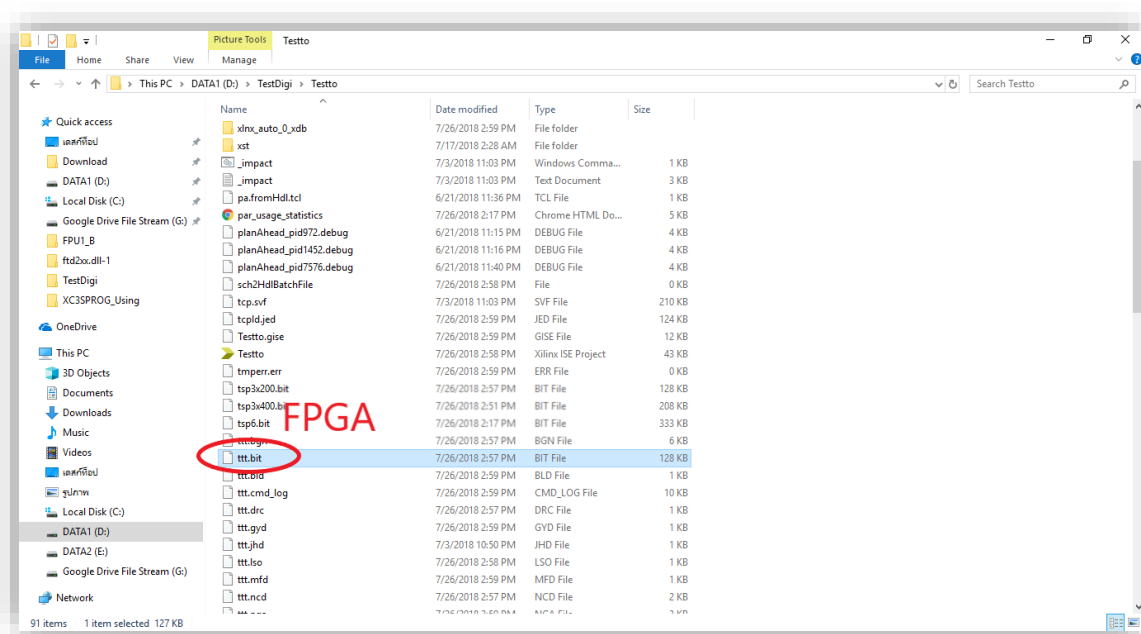 Picture Tools Testto
File Home Share View Manage
This PC > DATA1 (D:) > TestDigi > Testto Search Testto
Name Date modified Type Size
Quick access
เดสก์ท็อป
Download
DATA1 (D:)
Local Disk (C:)
Google Drive File Stream (G:)
FPU1_B
ftd2xx.dll-1
TestDigi
XC3SPROG_Using
OneDrive
This PC
3D Objects
Documents
Downloads
Music
Videos
เดสก์ท็อป
รูปภาพ
Local Disk (C:)
DATA1 (D:)
DATA2 (E:)
Google Drive File Stream (G:)
Network
xlnx_auto_0_xdb 7/26/2018 2:59 PM File folder
xst 7/17/2018 2:28 AM File folder
_impact 7/3/2018 11:03 PM Windows Comma... 1 KB
_impact 7/3/2018 11:03 PM Text Document 3 KB
pa.fromHdl.tcl 6/21/2018 11:36 PM TCL File 1 KB
par_usage_statistics 7/26/2018 2:17 PM Chrome HTML Do... 5 KB
planAhead_pid972.debug 6/21/2018 11:15 PM DEBUG File 4 KB
planAhead_pid1452.debug 6/21/2018 11:16 PM DEBUG File 4 KB
planAhead_pid7576.debug 6/21/2018 11:40 PM DEBUG File 4 KB
sch2HdlBatchFile 7/26/2018 2:58 PM File 0 KB
tcp.svf 7/3/2018 11:03 PM SVF File 210 KB
tcpld.jed 7/26/2018 2:59 PM JED File 124 KB
Testto.gise 7/26/2018 2:59 PM GISE File 12 KB
Testto 7/26/2018 2:58 PM Xilinx ISE Project 43 KB
tmperr.err 7/26/2018 2:59 PM ERR File 0 KB
tsp3x200.bit 7/26/2018 2:57 PM BIT File 128 KB
tsp3x400.bit 7/26/2018 2:51 PM BIT File 208 KB
tsp6.bit 7/26/2018 2:17 PM BIT File 333 KB
FPGA
ttt.bgn 7/26/2018 2:57 PM BGN File 6 KB
ttt.bit 7/26/2018 2:57 PM BIT File 128 KB
ttt.bld 7/26/2018 2:59 PM BLD File 1 KB
ttt.cmd_log 7/26/2018 2:59 PM CMD_LOG File 10 KB
ttt.drc 7/26/2018 2:57 PM DRC File 1 KB
ttt.gyd 7/26/2018 2:59 PM GYD File 1 KB
ttt.jhd 7/3/2018 10:50 PM JHD File 1 KB
ttt.lso 7/26/2018 2:58 PM LSO File 1 KB
ttt.mfd 7/26/2018 2:59 PM MFD File 1 KB
ttt.ncd 7/26/2018 2:57 PM NCD File 2 KB
91 items 1 item selected 127 KB